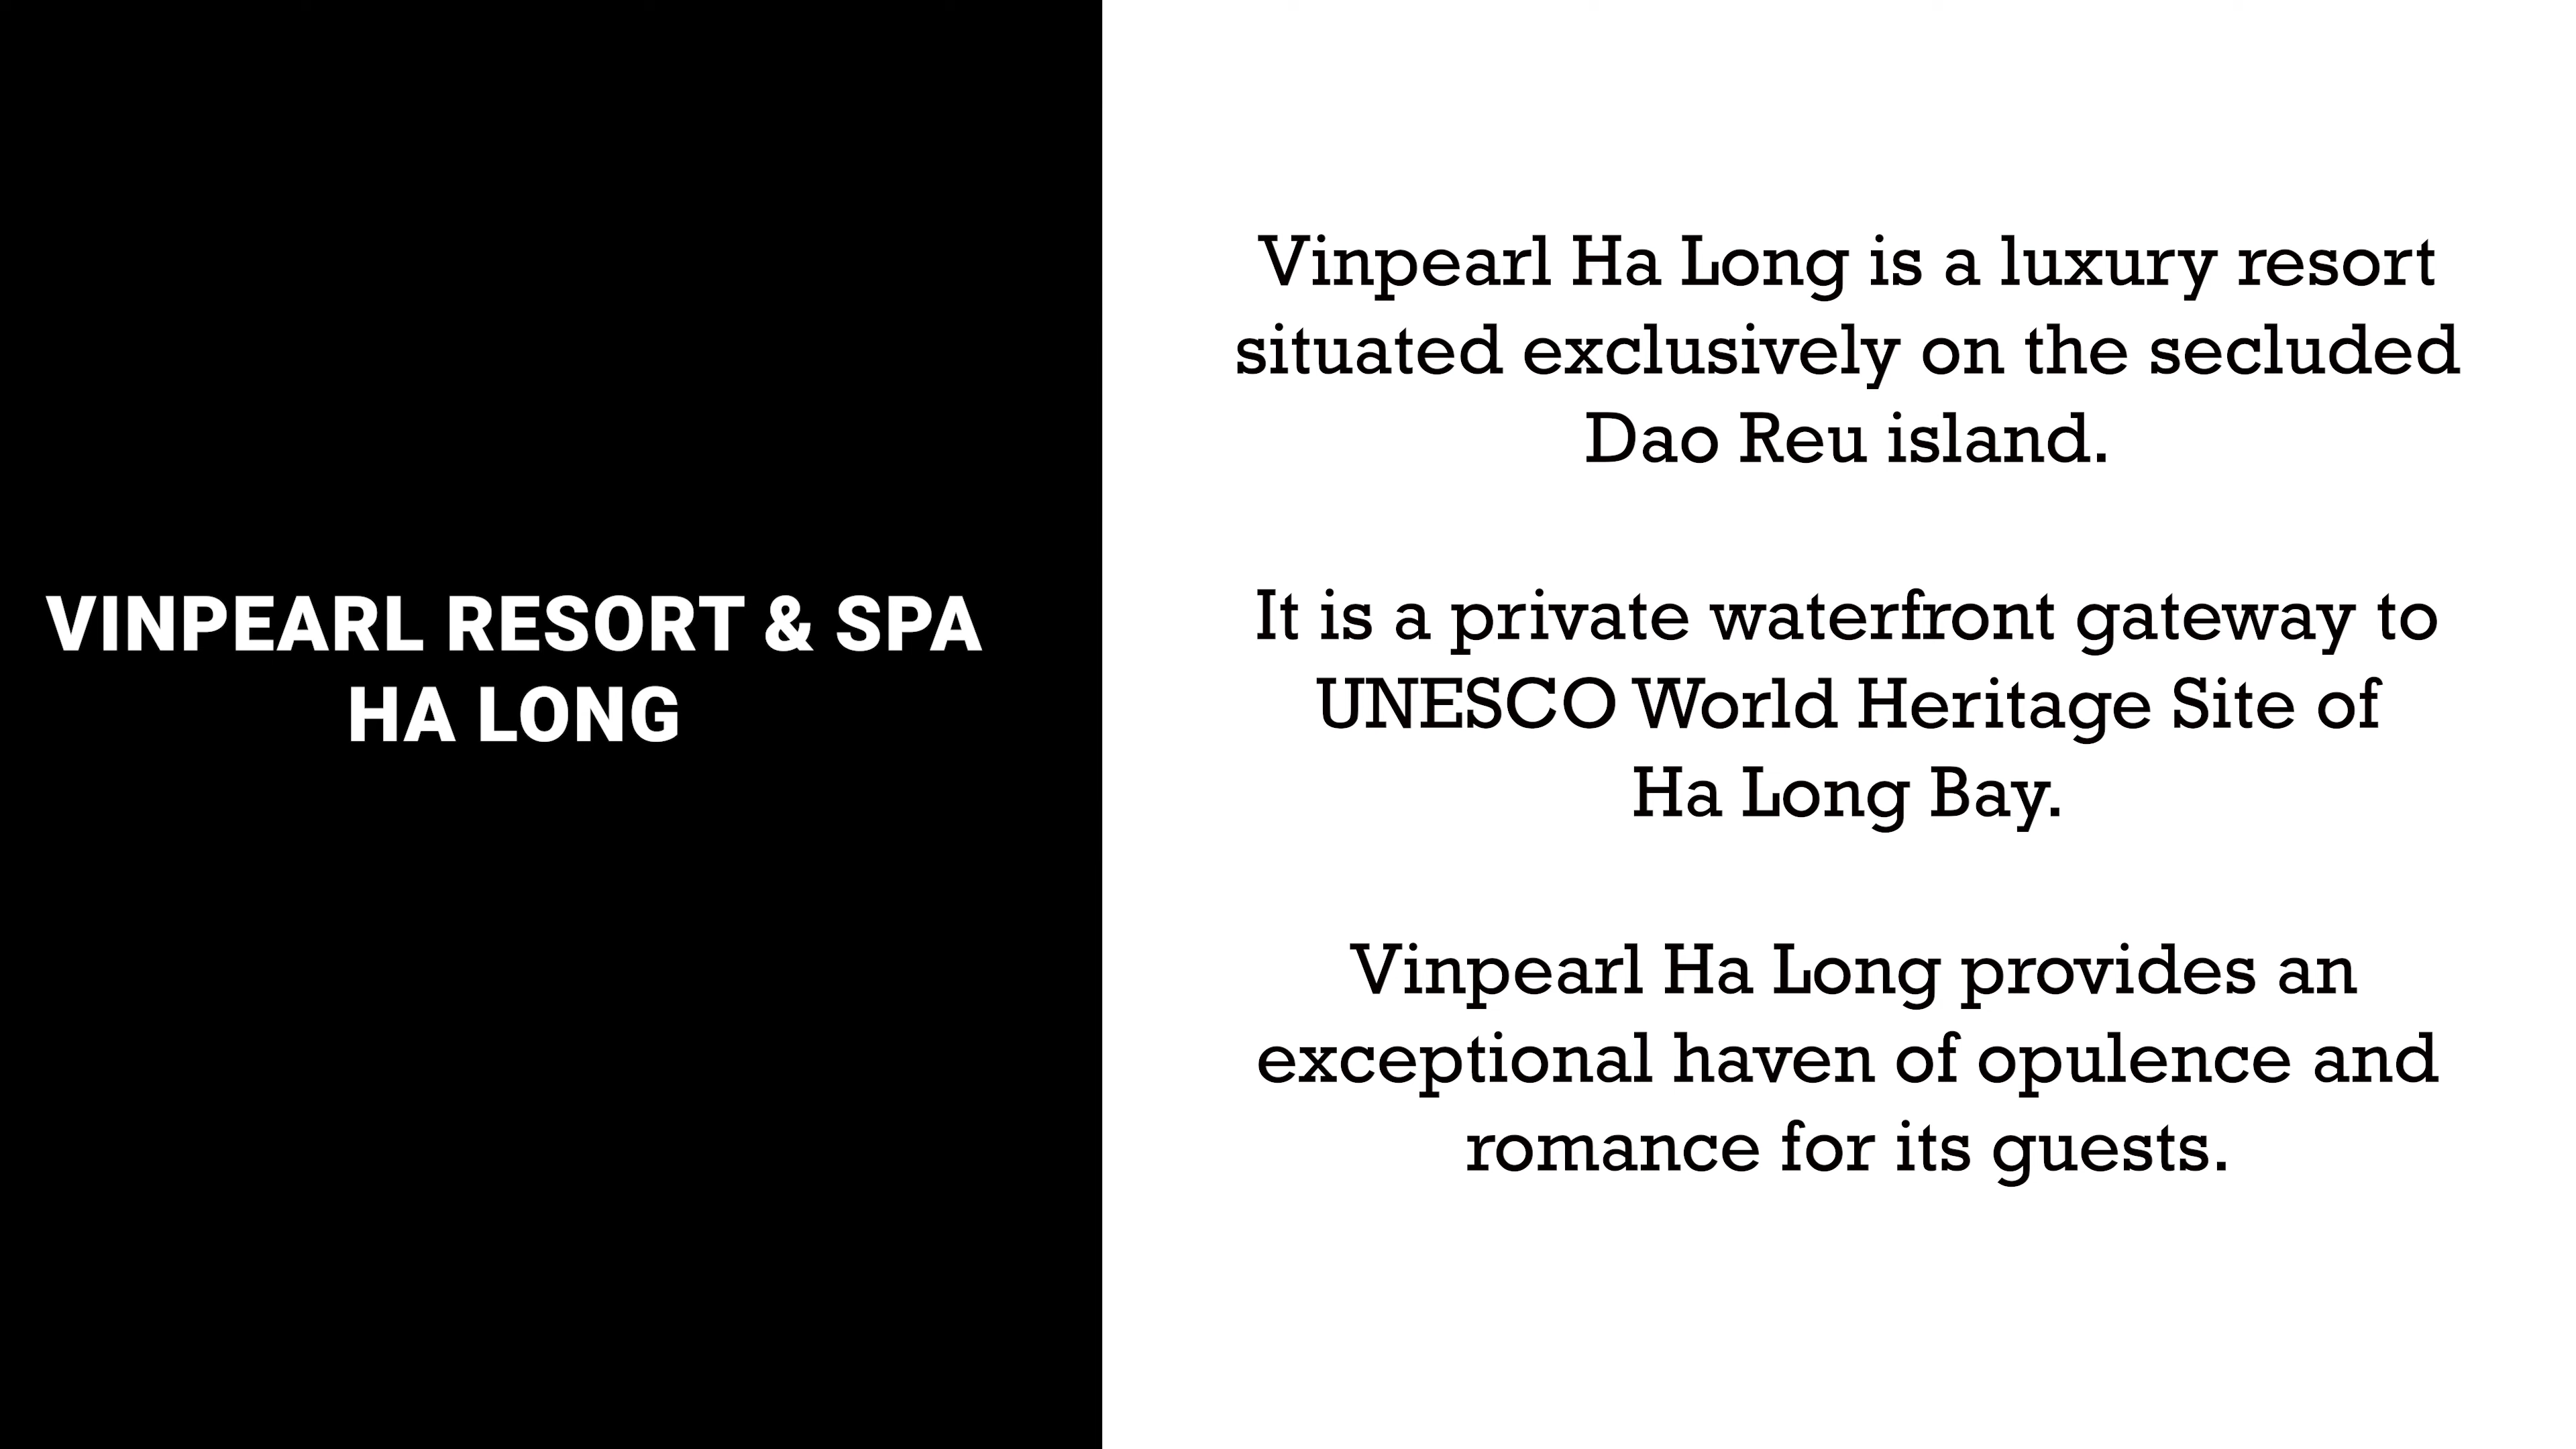 VINPEARL RESORT & SPA
HA LONG
Vinpearl Ha Long is a luxury resort
situated exclusively on the secluded
Dao Reu island.
It is a private waterfront gateway to
UNESCO World Heritage Site of
Ha Long Bay.
Vinpearl Ha Long provides an
exceptional haven of opulence and
romance for its guests.